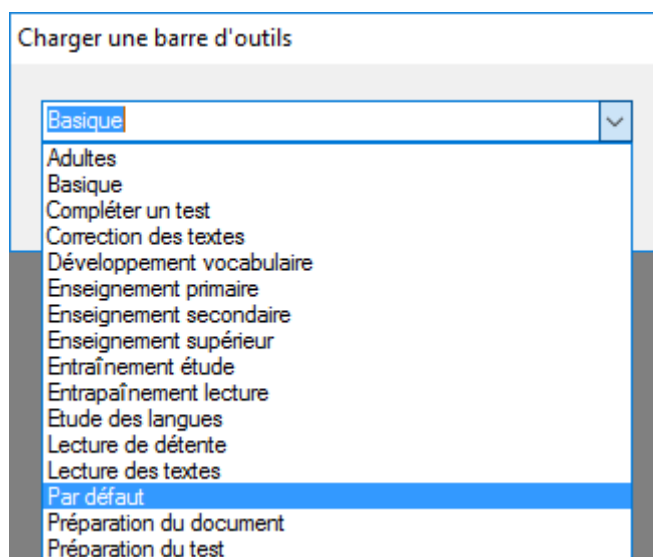 Charger une barre d'outils
Basique
Adultes
Basique
Compléter un test
Correction des textes
Développement vocabulaire
Enseignement primaire
Enseignement secondaire
Enseignement supérieur
Entraînement étude
Entrapaînement lecture
Etude des langues
Lecture de détente
Lecture des textes
Par défaut
Préparation du document
Préparation du test